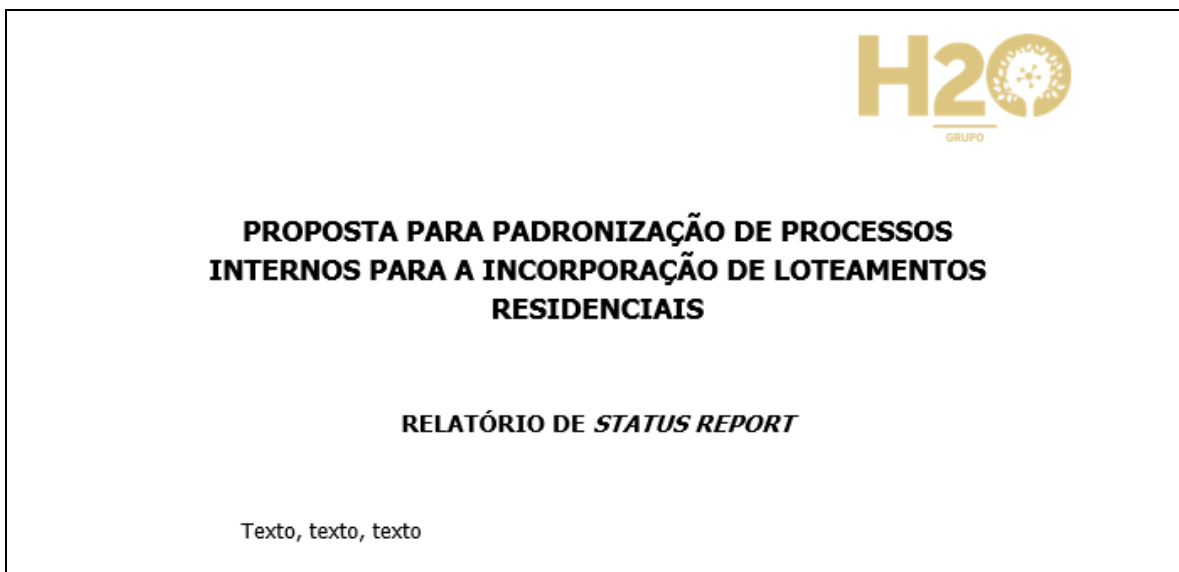 H2O
GRUPO
PROPOSTA PARA PADRONIZAÇÃO DE PROCESSOS
INTERNOS PARA A INCORPORAÇÃO DE LOTEAMENTOS
RESIDENCIAIS
RELATÓRIO DE STATUS REPORT
Texto, texto, texto